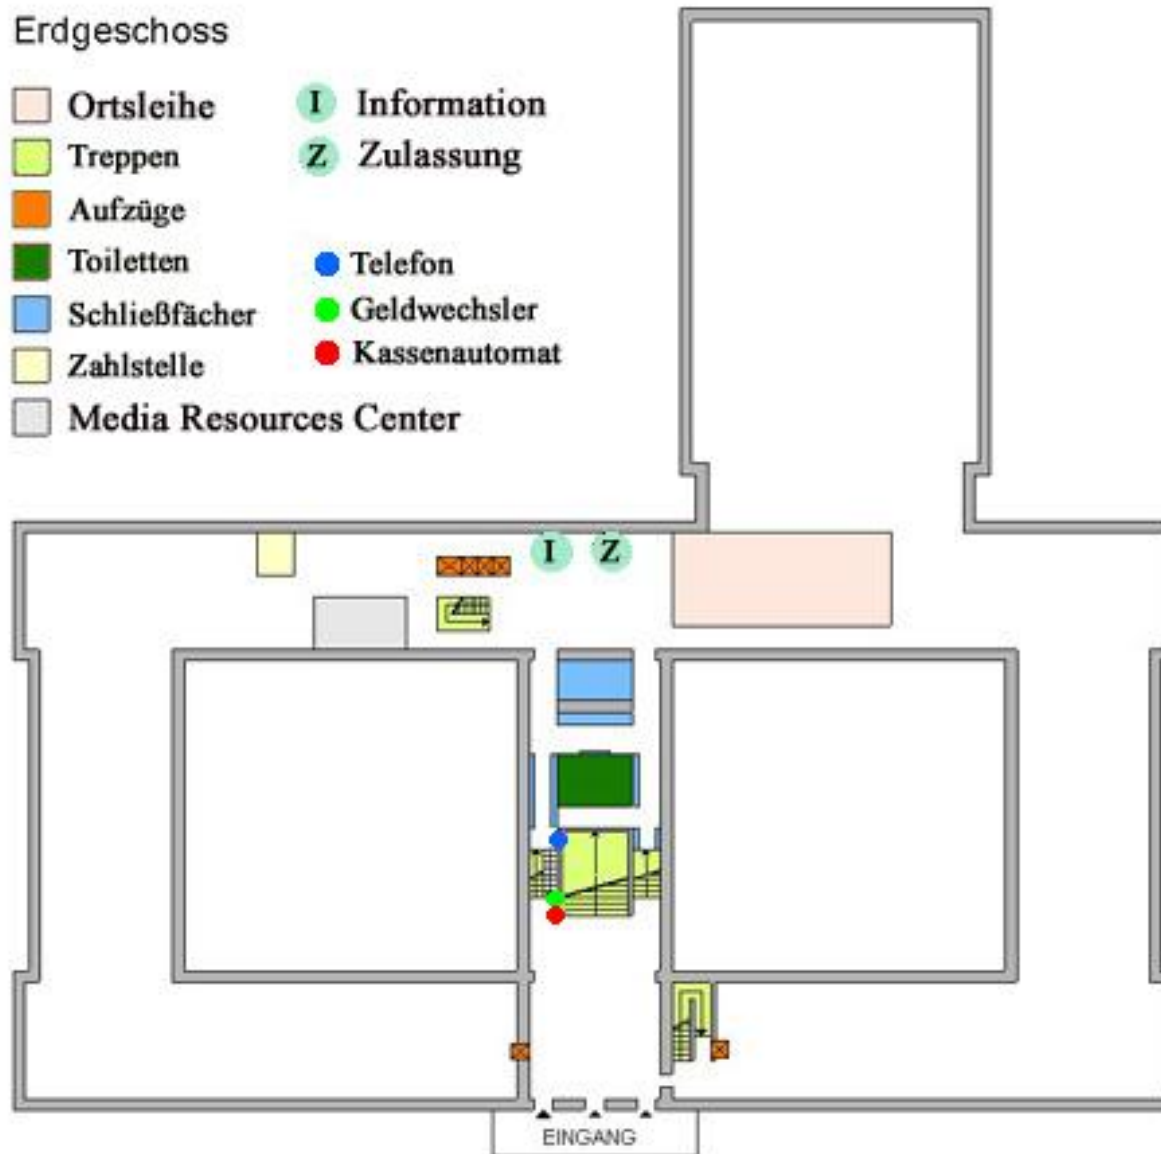 Erdgeschoss
Ortsleihe
Treppen
Aufzüge
Toiletten
Schließfächer
Zahlstelle
Media Resources Center
I Information
Z Zulassung
Telefon
Geldwechsler
Kassenautomat
I Z
EINGANG